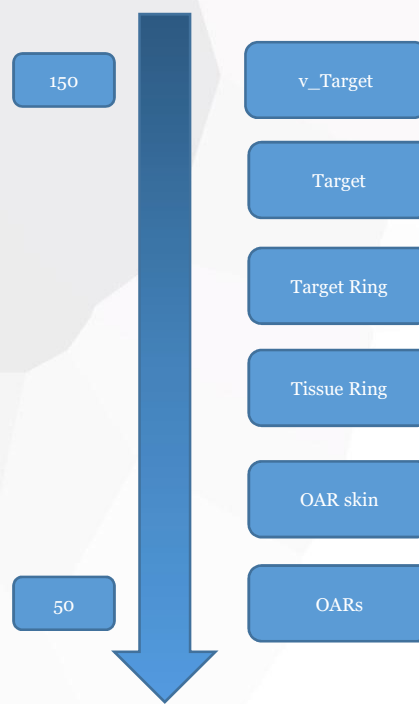 150
v_Target
Target
Target Ring
Tissue Ring
OAR skin
50
OARs